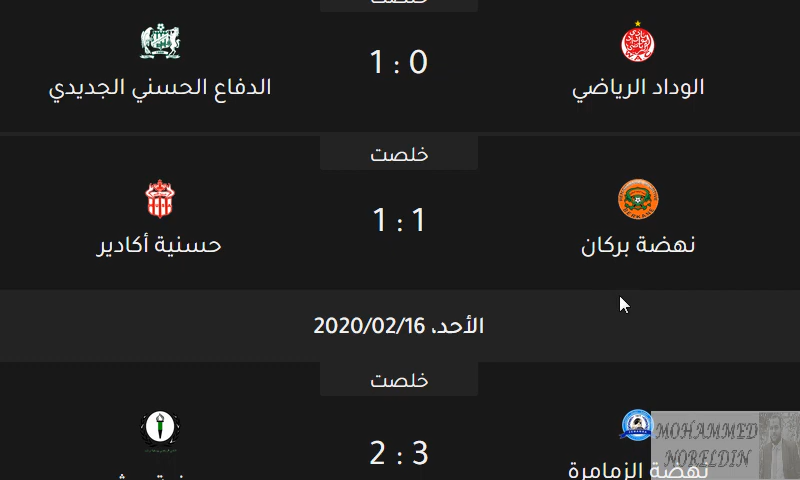 خلصت
الوداد الرياضي
1 : 0
الدفاع الحسني الجديدي
خلصت
نهضة بركان
1 : 1
حسنية أكادير
الأحد، 2020/02/16
خلصت
2 : 3
نهضة الزمامرة
MOHAMMED
NORELDIN